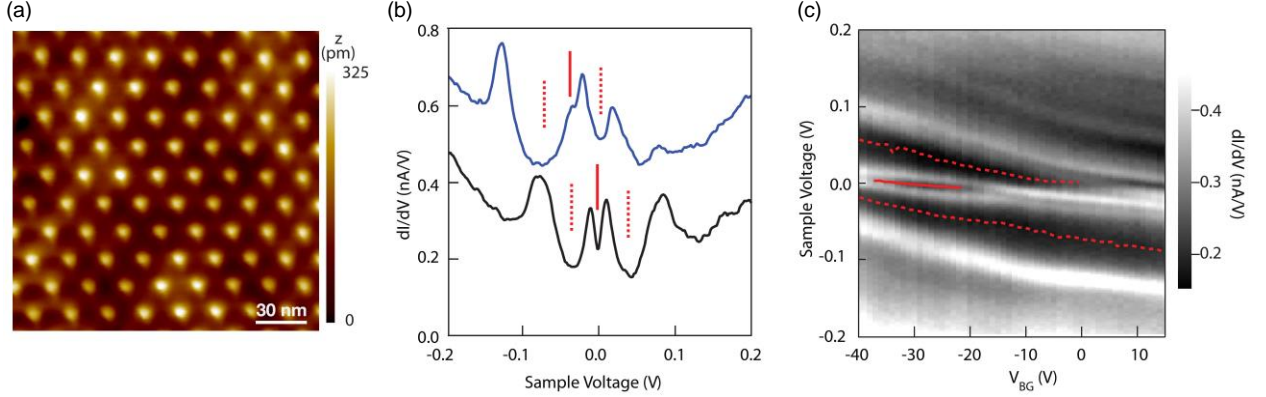 (a)
z
(pm)
325
0
30 nm
(b)
0.8
0.6
0.4
0.2
0.0
dI/dV (nA/V)
-0.2
-0.1
0.0
0.1
0.2
Sample Voltage (V)
(c)
0.2
0.1
0.0
-0.1
-0.2
Sample Voltage (V)
-40
-30
-20
-10
0
10
V_BG (V)
0.4
0.3
0.2
dI/dV (nA/V)